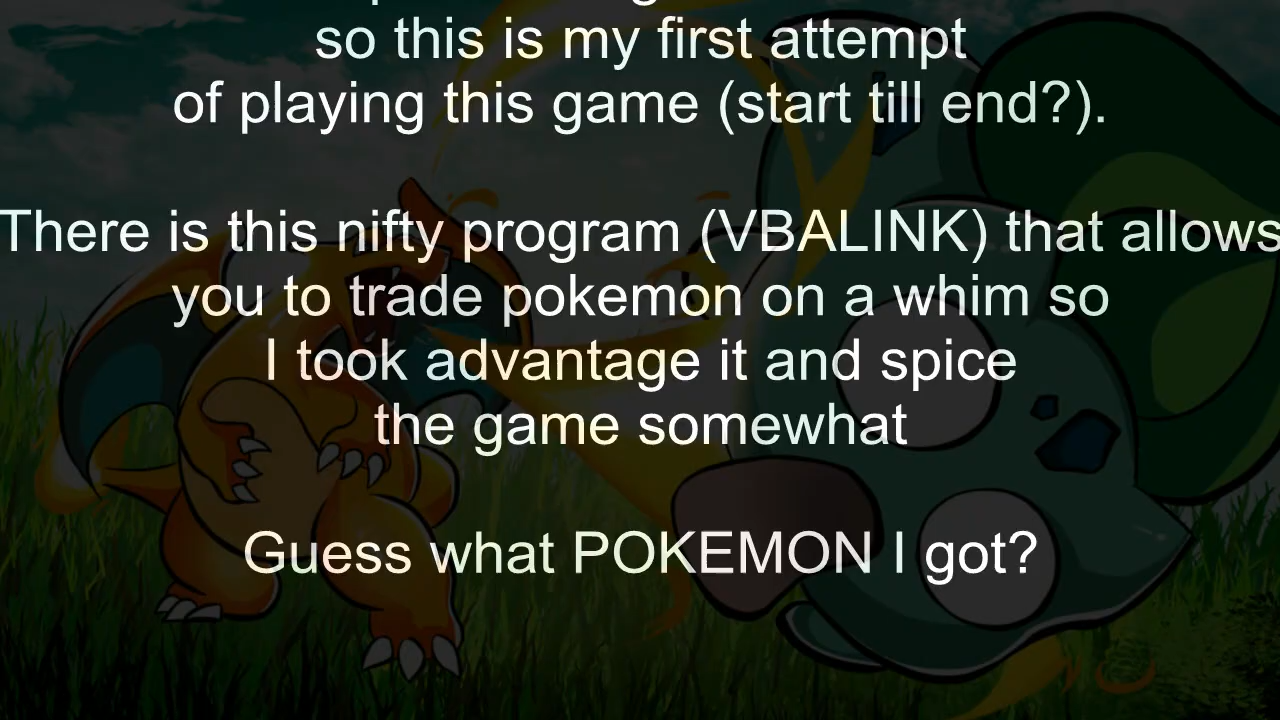 so this is my first attempt
of playing this game (start till end?).
There is this nifty program (VBALINK) that allows
you to trade pokemon on a whim so
I took advantage it and spice
the game somewhat
Guess what POKEMON I got?